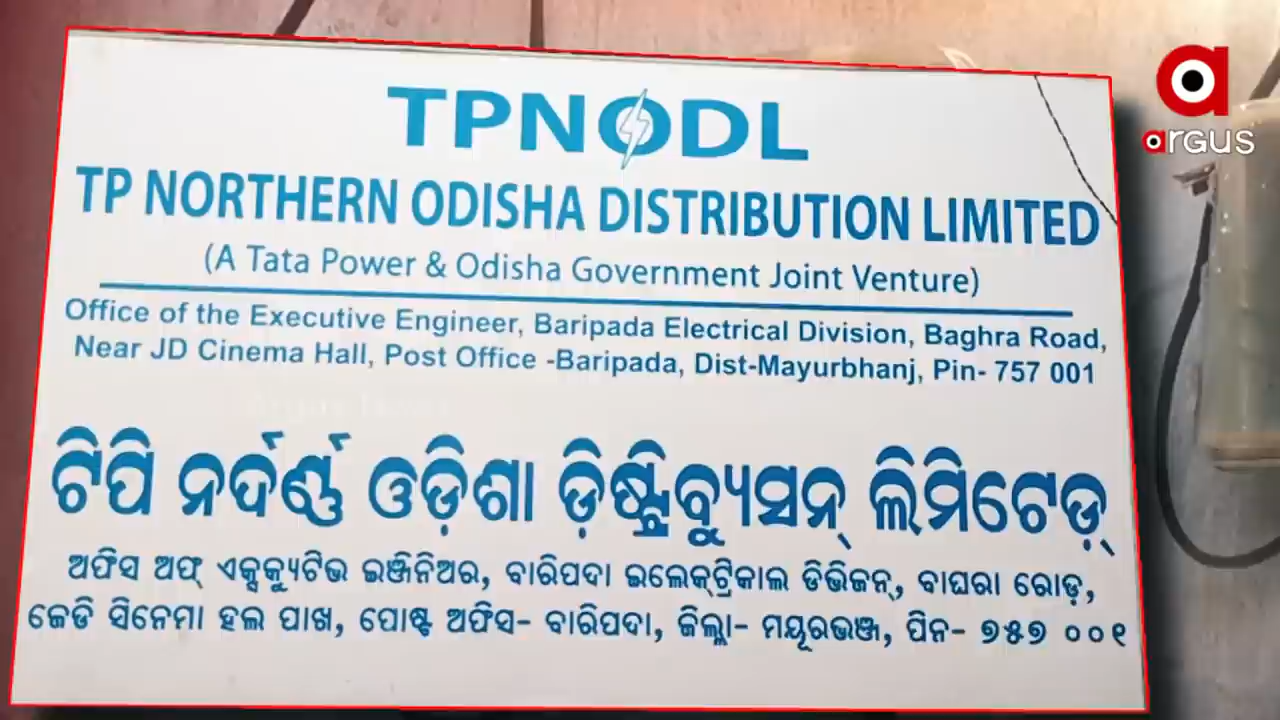 TPNODL
TP NORTHERN ODISHA DISTRIBUTION LIMITED
(A Tata Power & Odisha Government Joint Venture)
Office of the Executive Engineer, Baripada Electrical Division, Baghra Road,
Near JD Cinema Hall, Post Office -Baripada, Dist-Mayurbhanj, Pin- 757 001
ଟିପି ନର୍ଦର୍ଣ୍ଣ ଓଡ଼ିଶା ଡ଼ିଷ୍ଟ୍ରିବ୍ୟୁସନ୍ ଲିମିଟେଡ଼୍
ଅଫିସ ଅଫ୍ ଏକ୍ସକ୍ୟୁଟିଭ ଇଞ୍ଜିନିଅର, ବାରିପଦା ଇଲେକ୍ଟ୍ରିକାଲ ଡିଭିଜନ୍, ବାଘରା ରୋଡ଼,
ଜେଡି ସିନେମା ହଲ ପାଖ, ପୋଷ୍ଟ ଅଫିସ- ବାରିପଦା, ଜିଲ୍ଲା- ମୟୂରଭଞ୍ଜ, ପିନ- ୭୫୭ ୦୦୧
argus